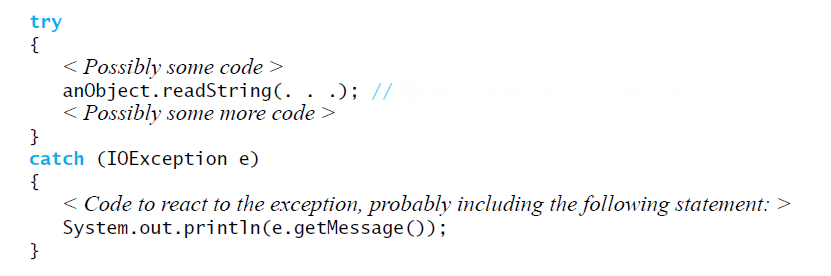 try
{
< Possibly some code >
anObject.readString(. . .); //
< Possibly some more code >
}
catch (IOException e)
{
< Code to react to the exception, probably including the following statement: >
System.out.println(e.getMessage());
}